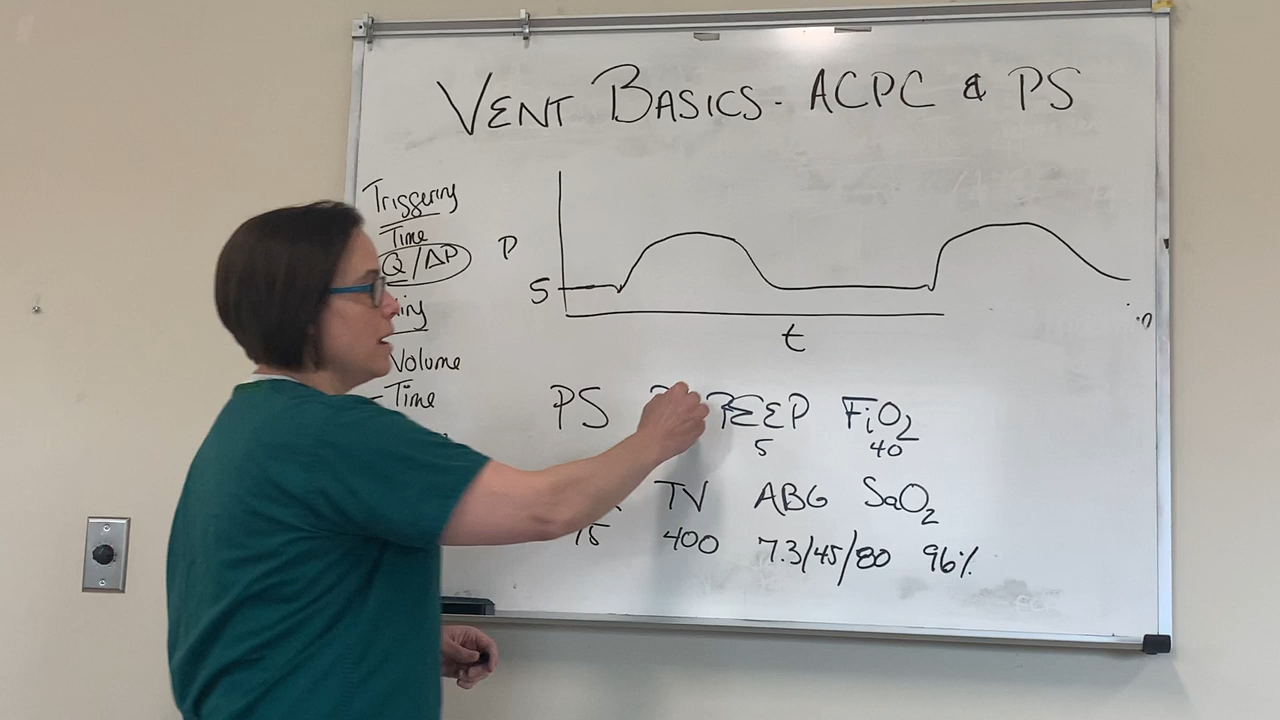 VENT BASICS - ACPC & PS
Triggering
Time
Q/ΔP
P
5
t
Volume
- Time
PS PEEP FiO2
5 40
TV ABG SaO2
15 400 7.3/45/80 96%